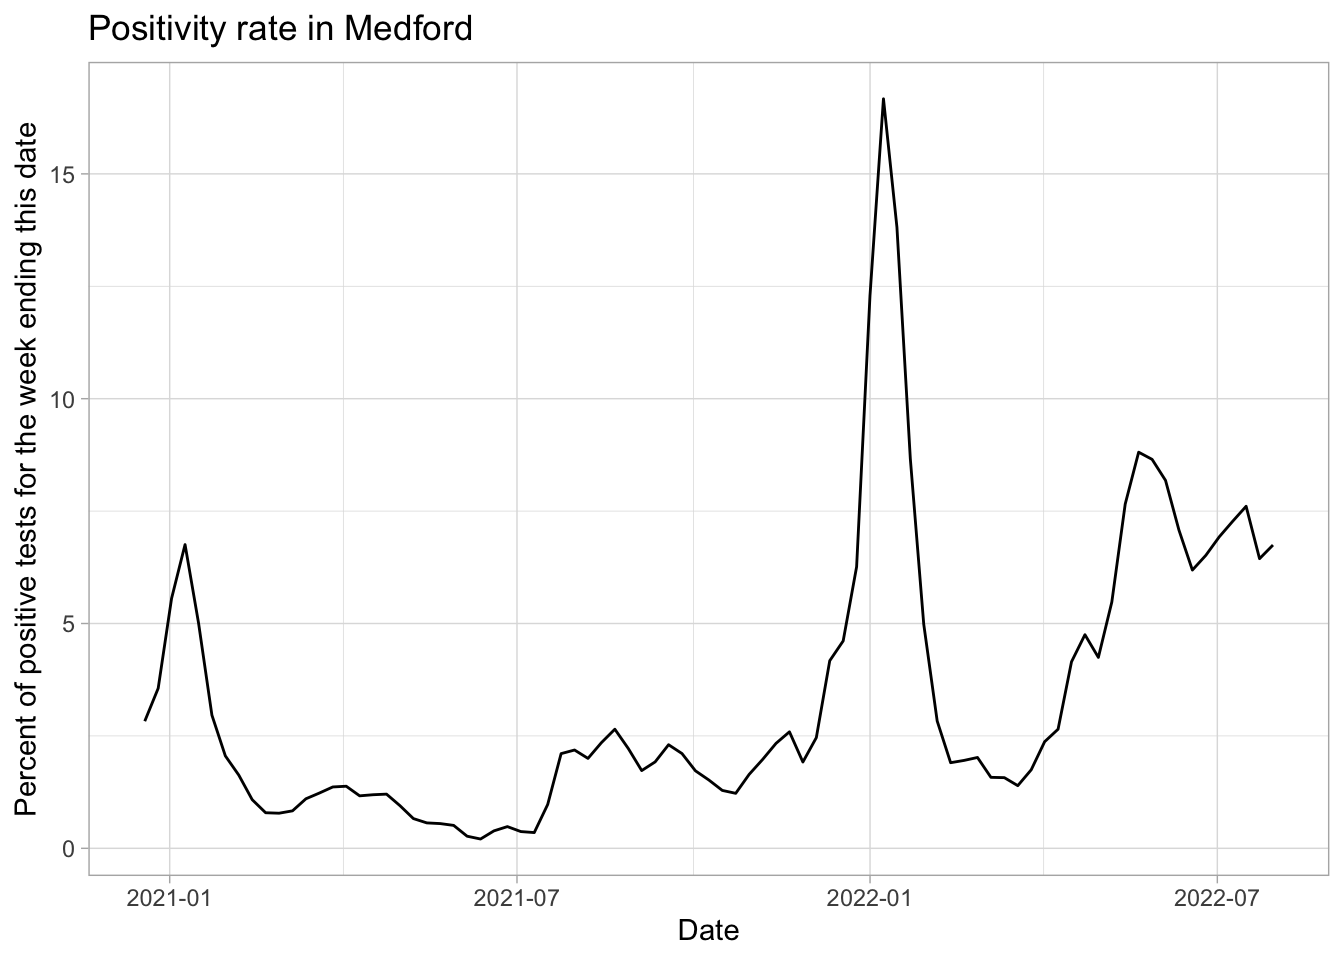 Positivity rate in Medford
Percent of positive tests for the week ending this date
15
10
5
0
2021-01
2021-07
2022-01
2022-07
Date